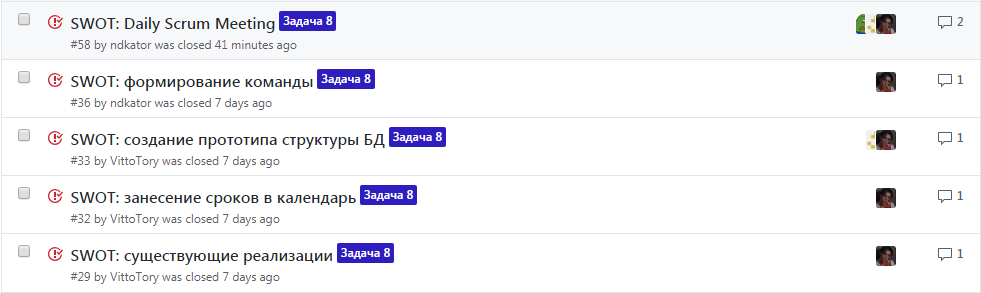 SWOT: Daily Scrum Meeting Задача 8 2
#58 by ndkator was closed 41 minutes ago
SWOT: формирование команды Задача 8 1
#36 by ndkator was closed 7 days ago
SWOT: создание прототипа структуры БД Задача 8 1
#33 by VittoTory was closed 7 days ago
SWOT: занесение сроков в календарь Задача 8 1
#32 by VittoTory was closed 7 days ago
SWOT: существующие реализации Задача 8 1
#29 by VittoTory was closed 7 days ago